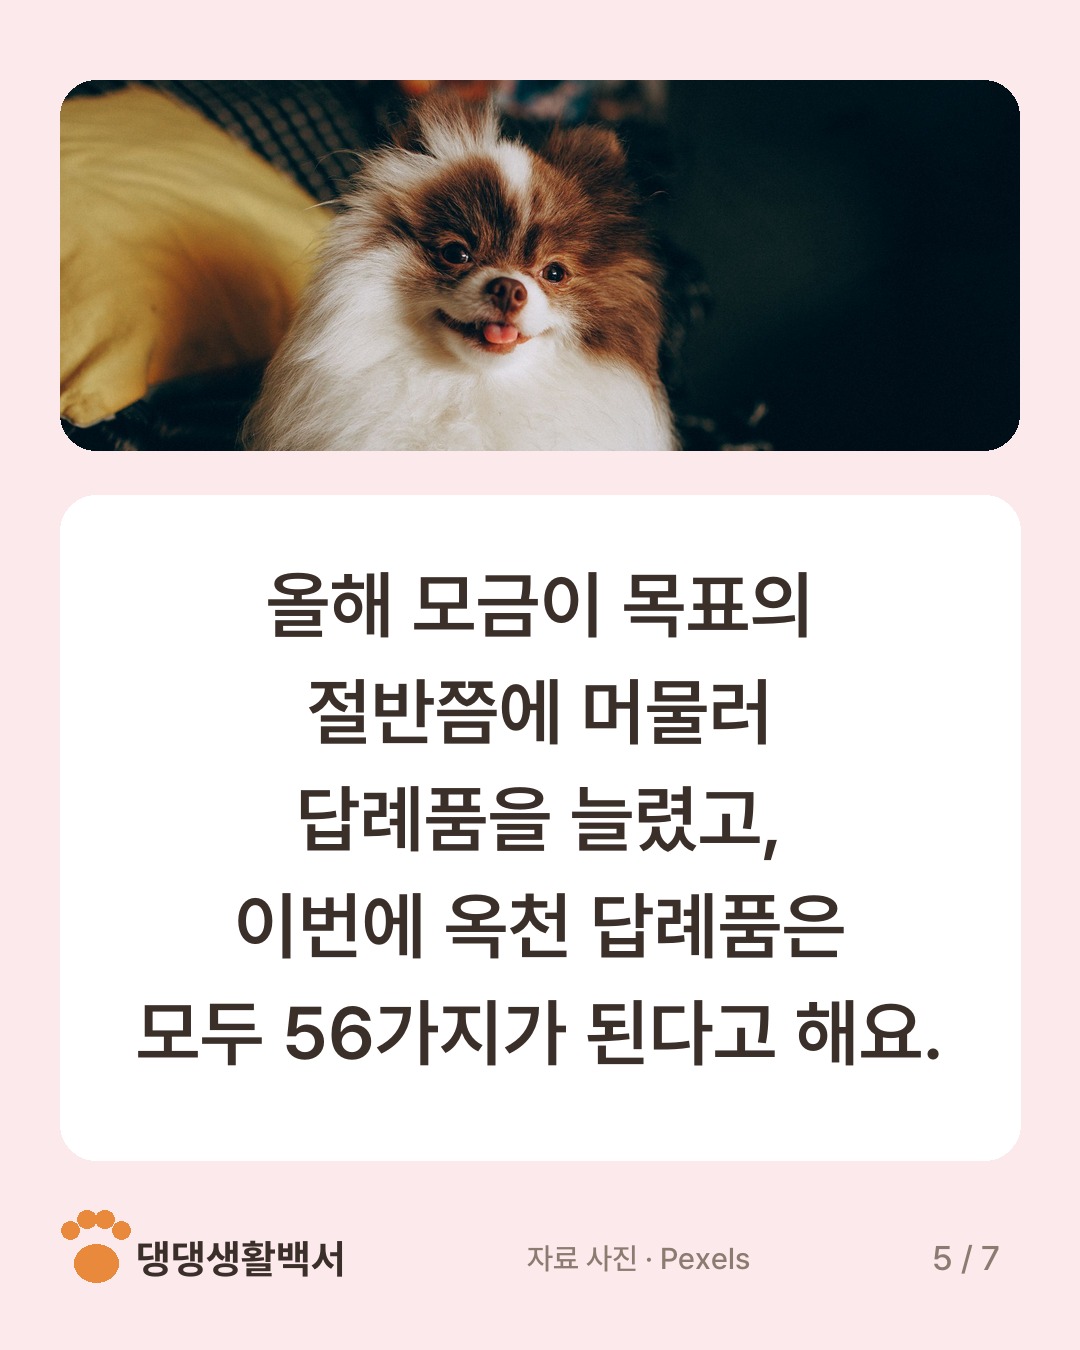 올해 모금이 목표의
절반쯤에 머물러
답례품을 늘렸고,
이번에 옥천 답례품은
모두 56가지가 된다고 해요.
댕댕생활백서
자료 사진 · Pexels
5 / 7